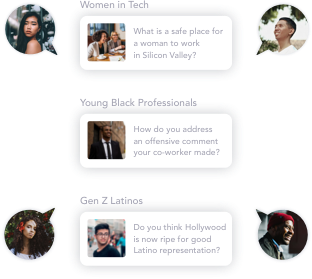 Women in Tech
What is a safe place for
a woman to work
in Silicon Valley?
Young Black Professionals
How do you address
an offensive comment
your co-worker made?
Gen Z Latinos
Do you think Hollywood
is now ripe for good
Latino representation?